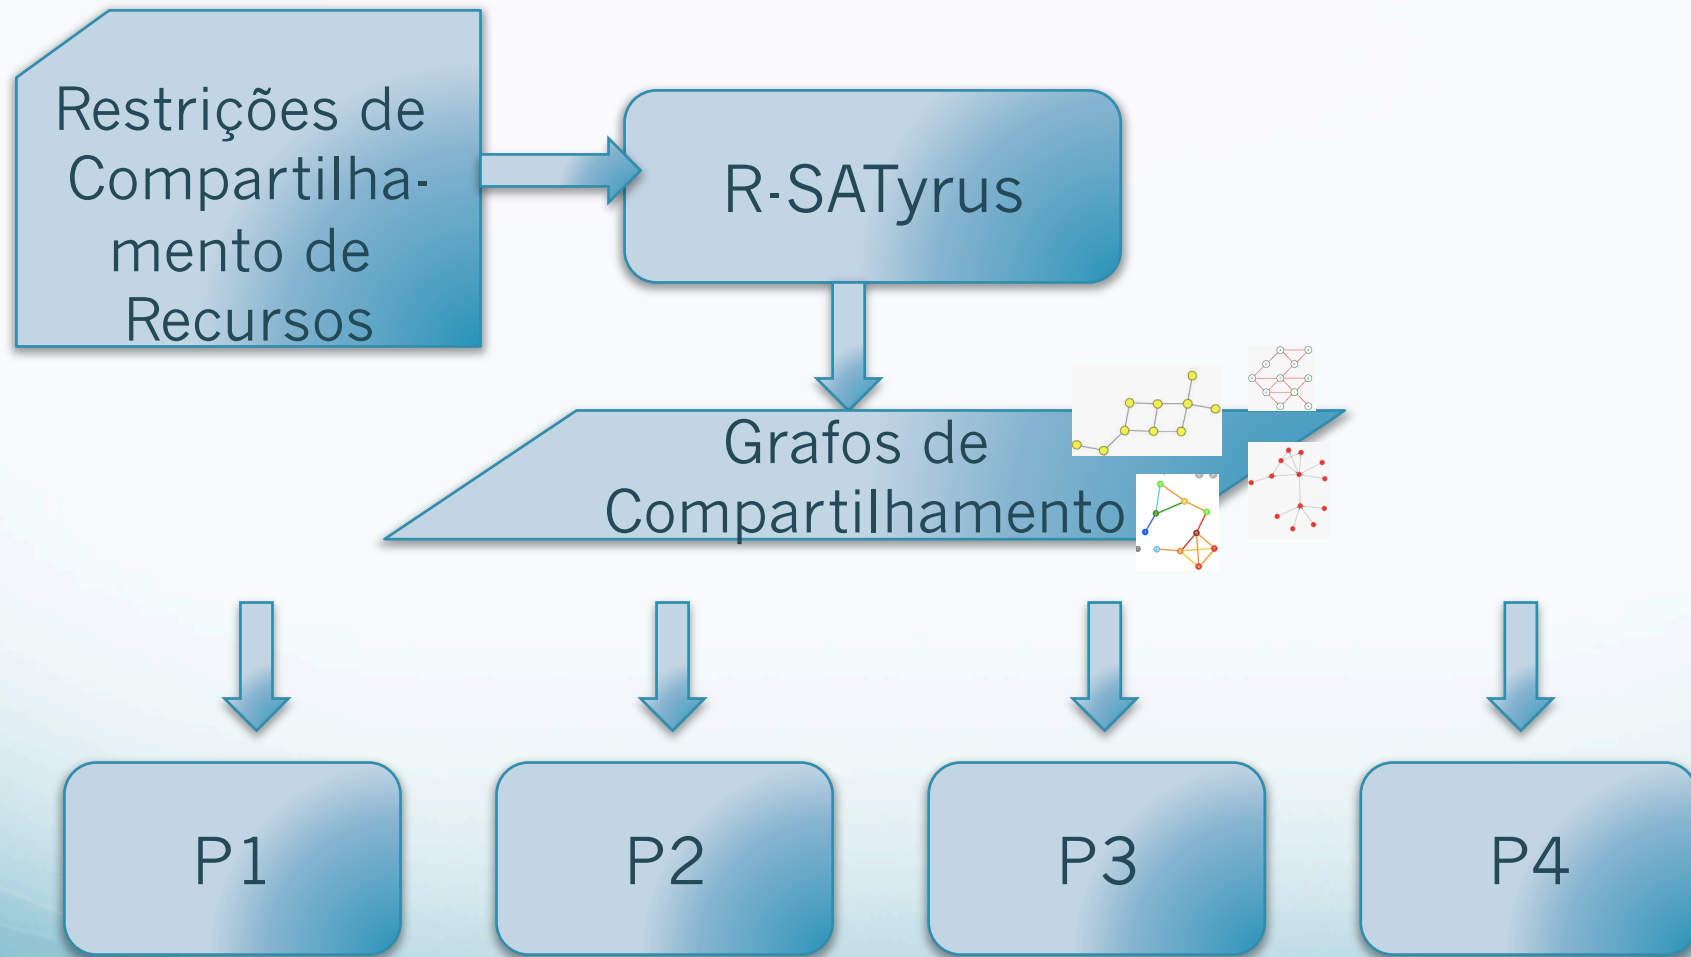 Restrições de
Compartilha-
mento de
Recursos
R-SATyrus
Grafos de
Compartilhamento
P1
P2
P3
P4